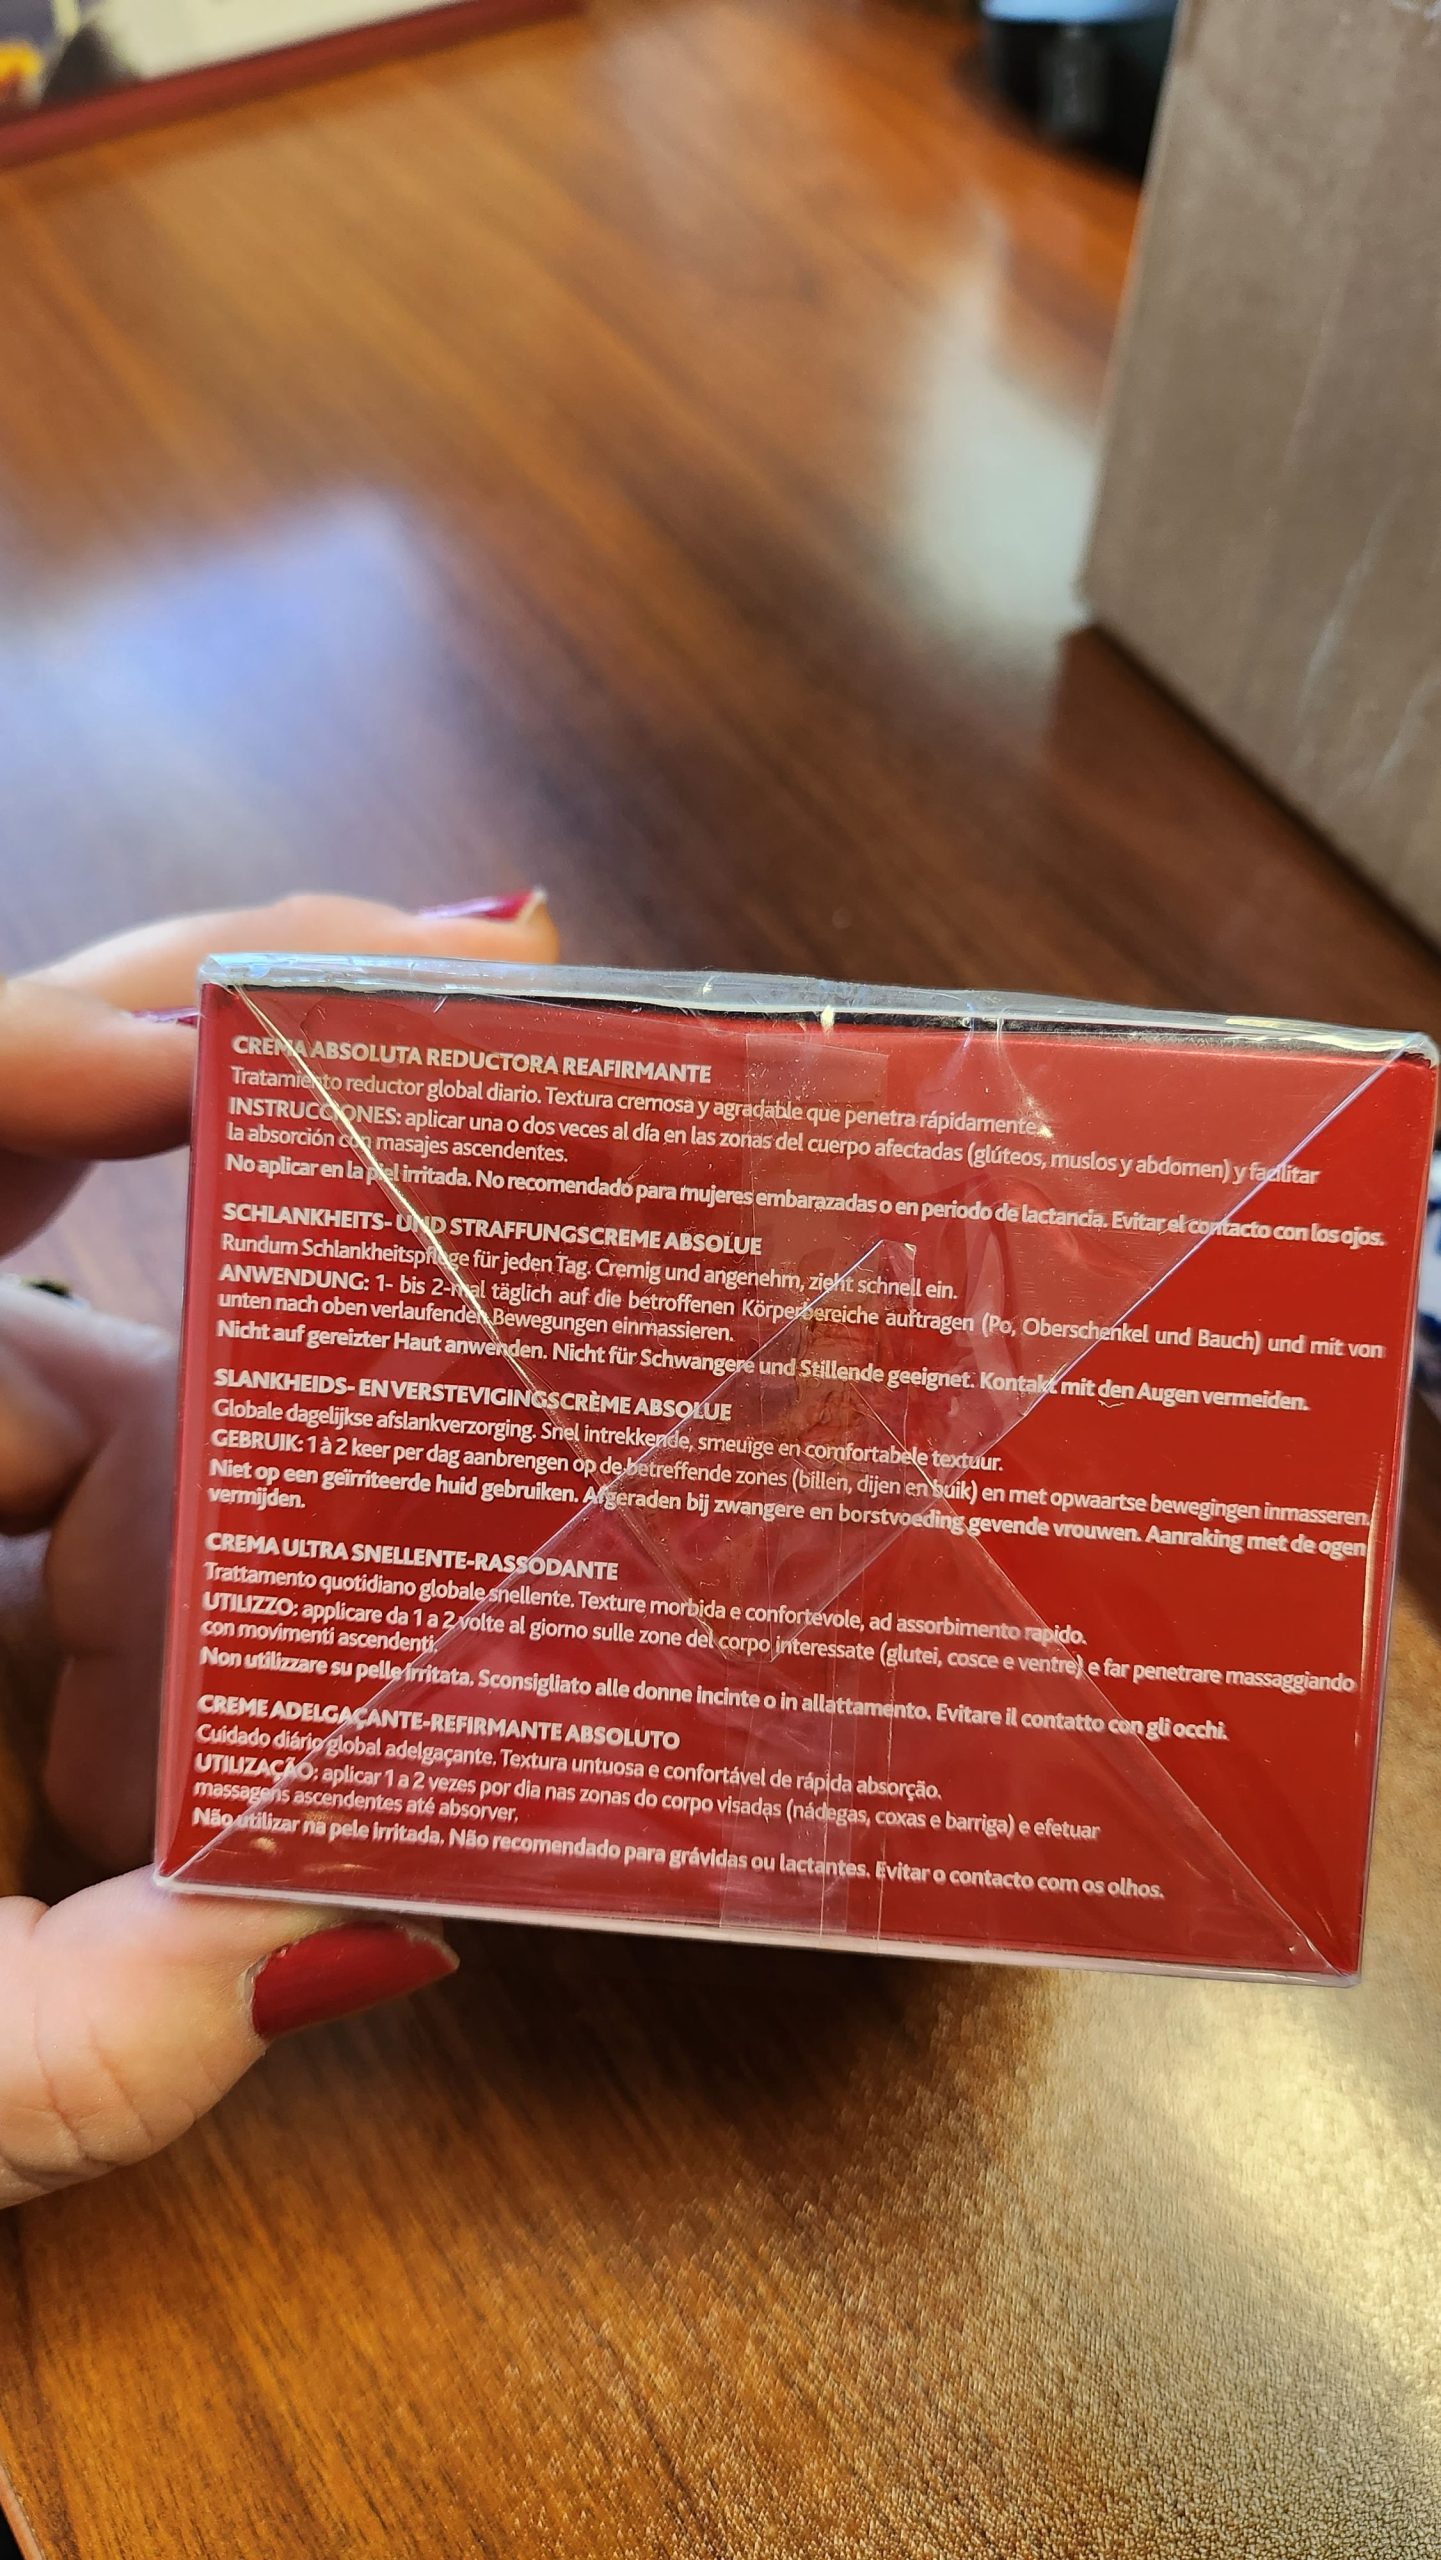 CREMA ABSOLUTA REDUCTORA REAFIRMANTE
Tratamiento reductor global diario. Textura cremosa y agradable que penetra rápidamente.
INSTRUCCIONES: aplicar una o dos veces al día en las zonas del cuerpo afectadas (glúteos, muslos y abdomen) y facilitar
la absorción con masajes ascendentes.
No aplicar en la piel irritada. No recomendado para mujeres embarazadas o en periodo de lactancia. Evitar el contacto con los ojos.
SCHLANKHEITS- UND STRAFFUNGSCREME ABSOLUE
Rundum Schlankheitspflege für jeden Tag. Cremig und angenehm, zieht schnell ein.
ANWENDUNG: 1- bis 2-mal täglich auf die betroffenen Körperbereiche auftragen (Po, Oberschenkel und Bauch) und mit von
unten nach oben verlaufenden Bewegungen einmassieren.
Nicht auf gereizter Haut anwenden. Nicht für Schwangere und Stillende geeignet. Kontakt mit den Augen vermeiden.
SLANKHEIDS- EN VERSTEVIGINGSCRÈME ABSOLUE
Globale dagelijkse afslankverzorging. Snel intrekkende, smeuïge en comfortabele textuur.
GEBRUIK: 1 à 2 keer per dag aanbrengen op de betreffende zones (billen, dijen en buik) en met opwaartse bewegingen inmasseren.
Niet op een geïrriteerde huid gebruiken. Afgeraden bij zwangere en borstvoeding gevende vrouwen. Aanraking met de ogen
vermijden.
CREMA ULTRA SNELLENTE-RASSODANTE
Trattamento quotidiano globale snellente. Texture morbida e confortevole, ad assorbimento rapido.
UTILIZZO: applicare da 1 a 2 volte al giorno sulle zone del corpo interessate (glutei, cosce e ventre) e far penetrare massaggiando
con movimenti ascendenti.
Non utilizzare su pelle irritata. Sconsigliato alle donne incinte o in allattamento. Evitare il contatto con gli occhi.
CREME ADELGAÇANTE-REFIRMANTE ABSOLUTO
Cuidado diário global adelgaçante. Textura untuosa e confortável de rápida absorção.
UTILIZAÇÃO: aplicar 1 a 2 vezes por dia nas zonas do corpo visadas (nádegas, coxas e barriga) e efetuar
massagens ascendentes até absorver.
Não utilizar na pele irritada. Não recomendado para grávidas ou lactantes. Evitar o contacto com os olhos.